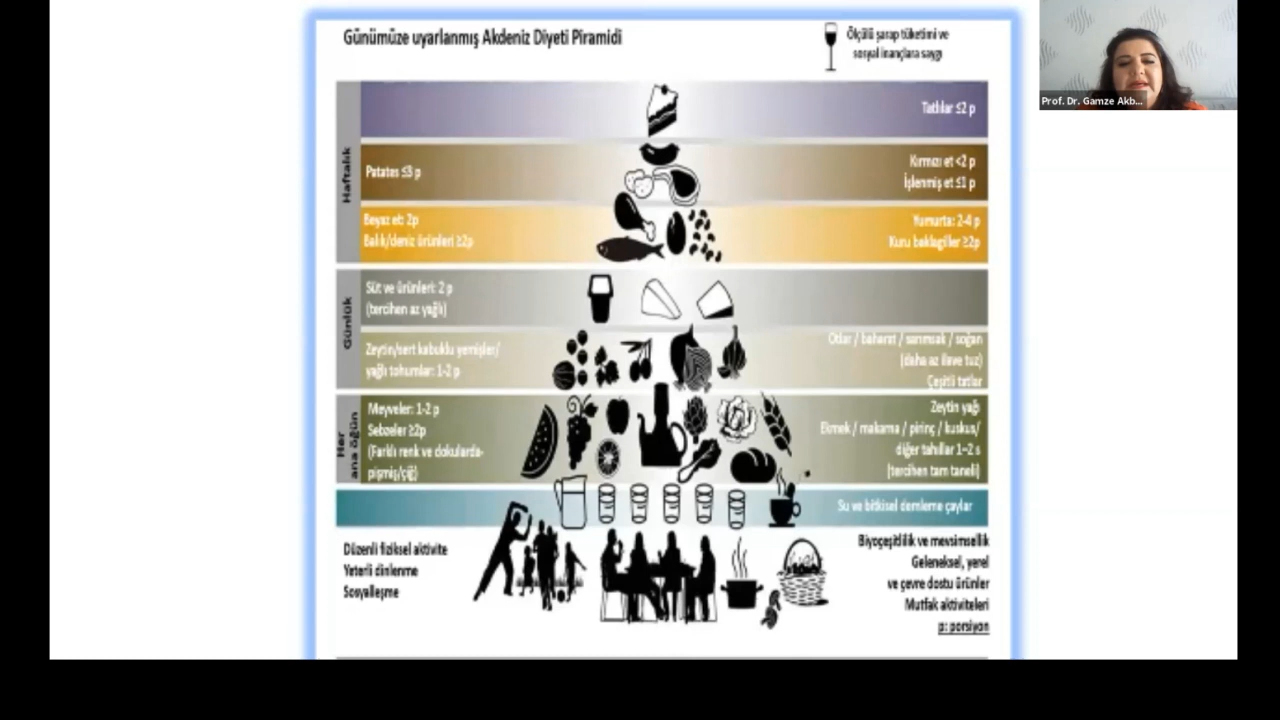 Günümüze uyarlanmış Akdeniz Diyeti Piramidi
Ölçülü şarap tüketimi ve
sosyal inançlara saygı
Prof. Dr. Gamze Akb...
Haftalık
Tatlılar ≤2 p
Patates ≤3 p
Kırmızı et <2 p
İşlenmiş et ≤1 p
Beyaz et: 2p
Balık/deniz ürünleri ≥2p
Yumurta: 2-4 p
Kuru baklagiller ≥2p
Günlük
Süt ve ürünleri: 2 p
(tercihen az yağlı)
Zeytin/sert kabuklu yemişler/
yağlı tohumlar: 1-2 p
Otlar / baharat / sarımsak / soğan
(daha az ilave tuz)
Çeşitli tatlar
Her
ana öğün
Meyveler: 1-2 p
Sebzeler ≥2p
(Farklı renk ve dokularda-
pişmiş/çiğ)
Zeytin yağı
Ekmek / makarna / pirinç / kuskus/
diğer tahıllar 1-2 s
(tercihen tam taneli)
Su ve bitkisel demleme çaylar
Düzenli fiziksel aktivite
Yeterli dinlenme
Sosyalleşme
Biyoçeşitlilik ve mevsimsellik
Geleneksel, yerel
ve çevre dostu ürünler
Mutfak aktiviteleri
p: porsiyon